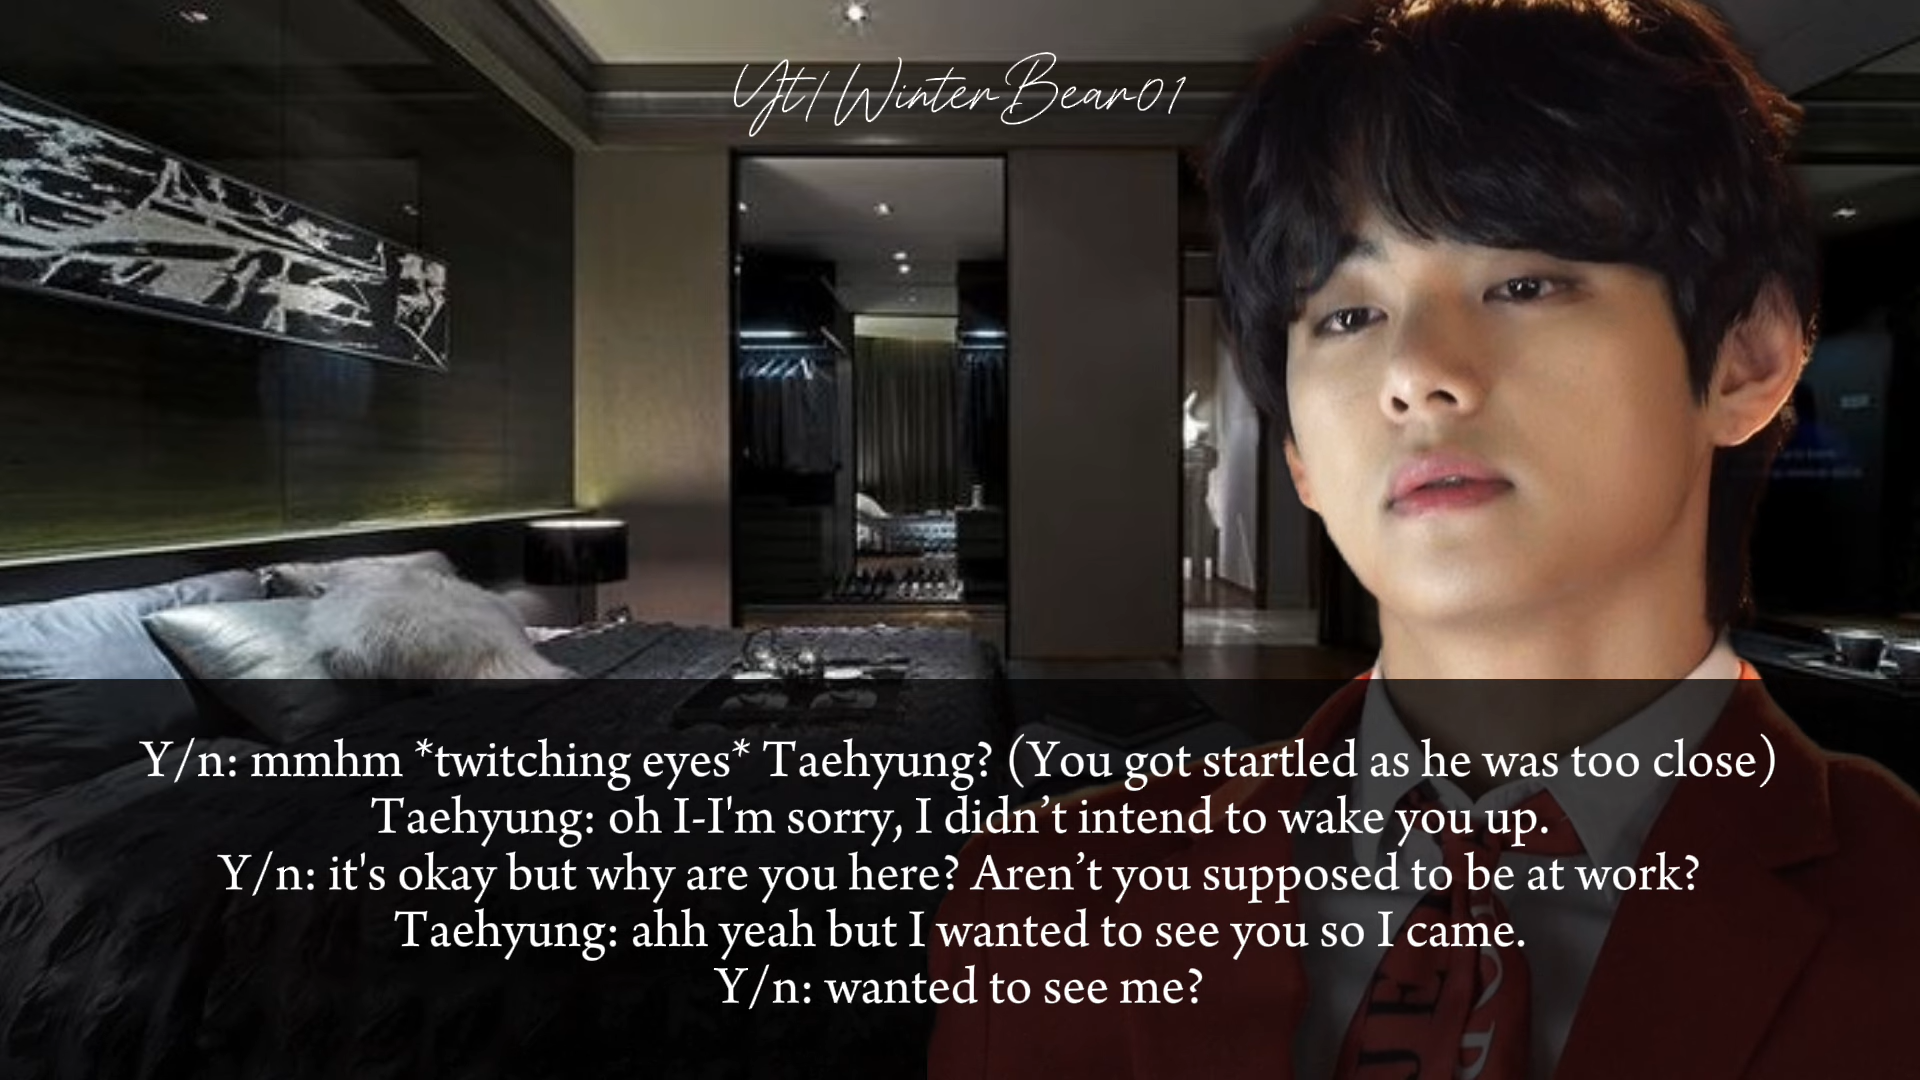 Yt/WinterBear01
Y/n: mmhm *twitching eyes* Taehyung? (You got startled as he was too close)
Taehyung: oh I-I'm sorry, I didn’t intend to wake you up.
Y/n: it's okay but why are you here? Aren’t you supposed to be at work?
Taehyung: ahh yeah but I wanted to see you so I came.
Y/n: wanted to see me?